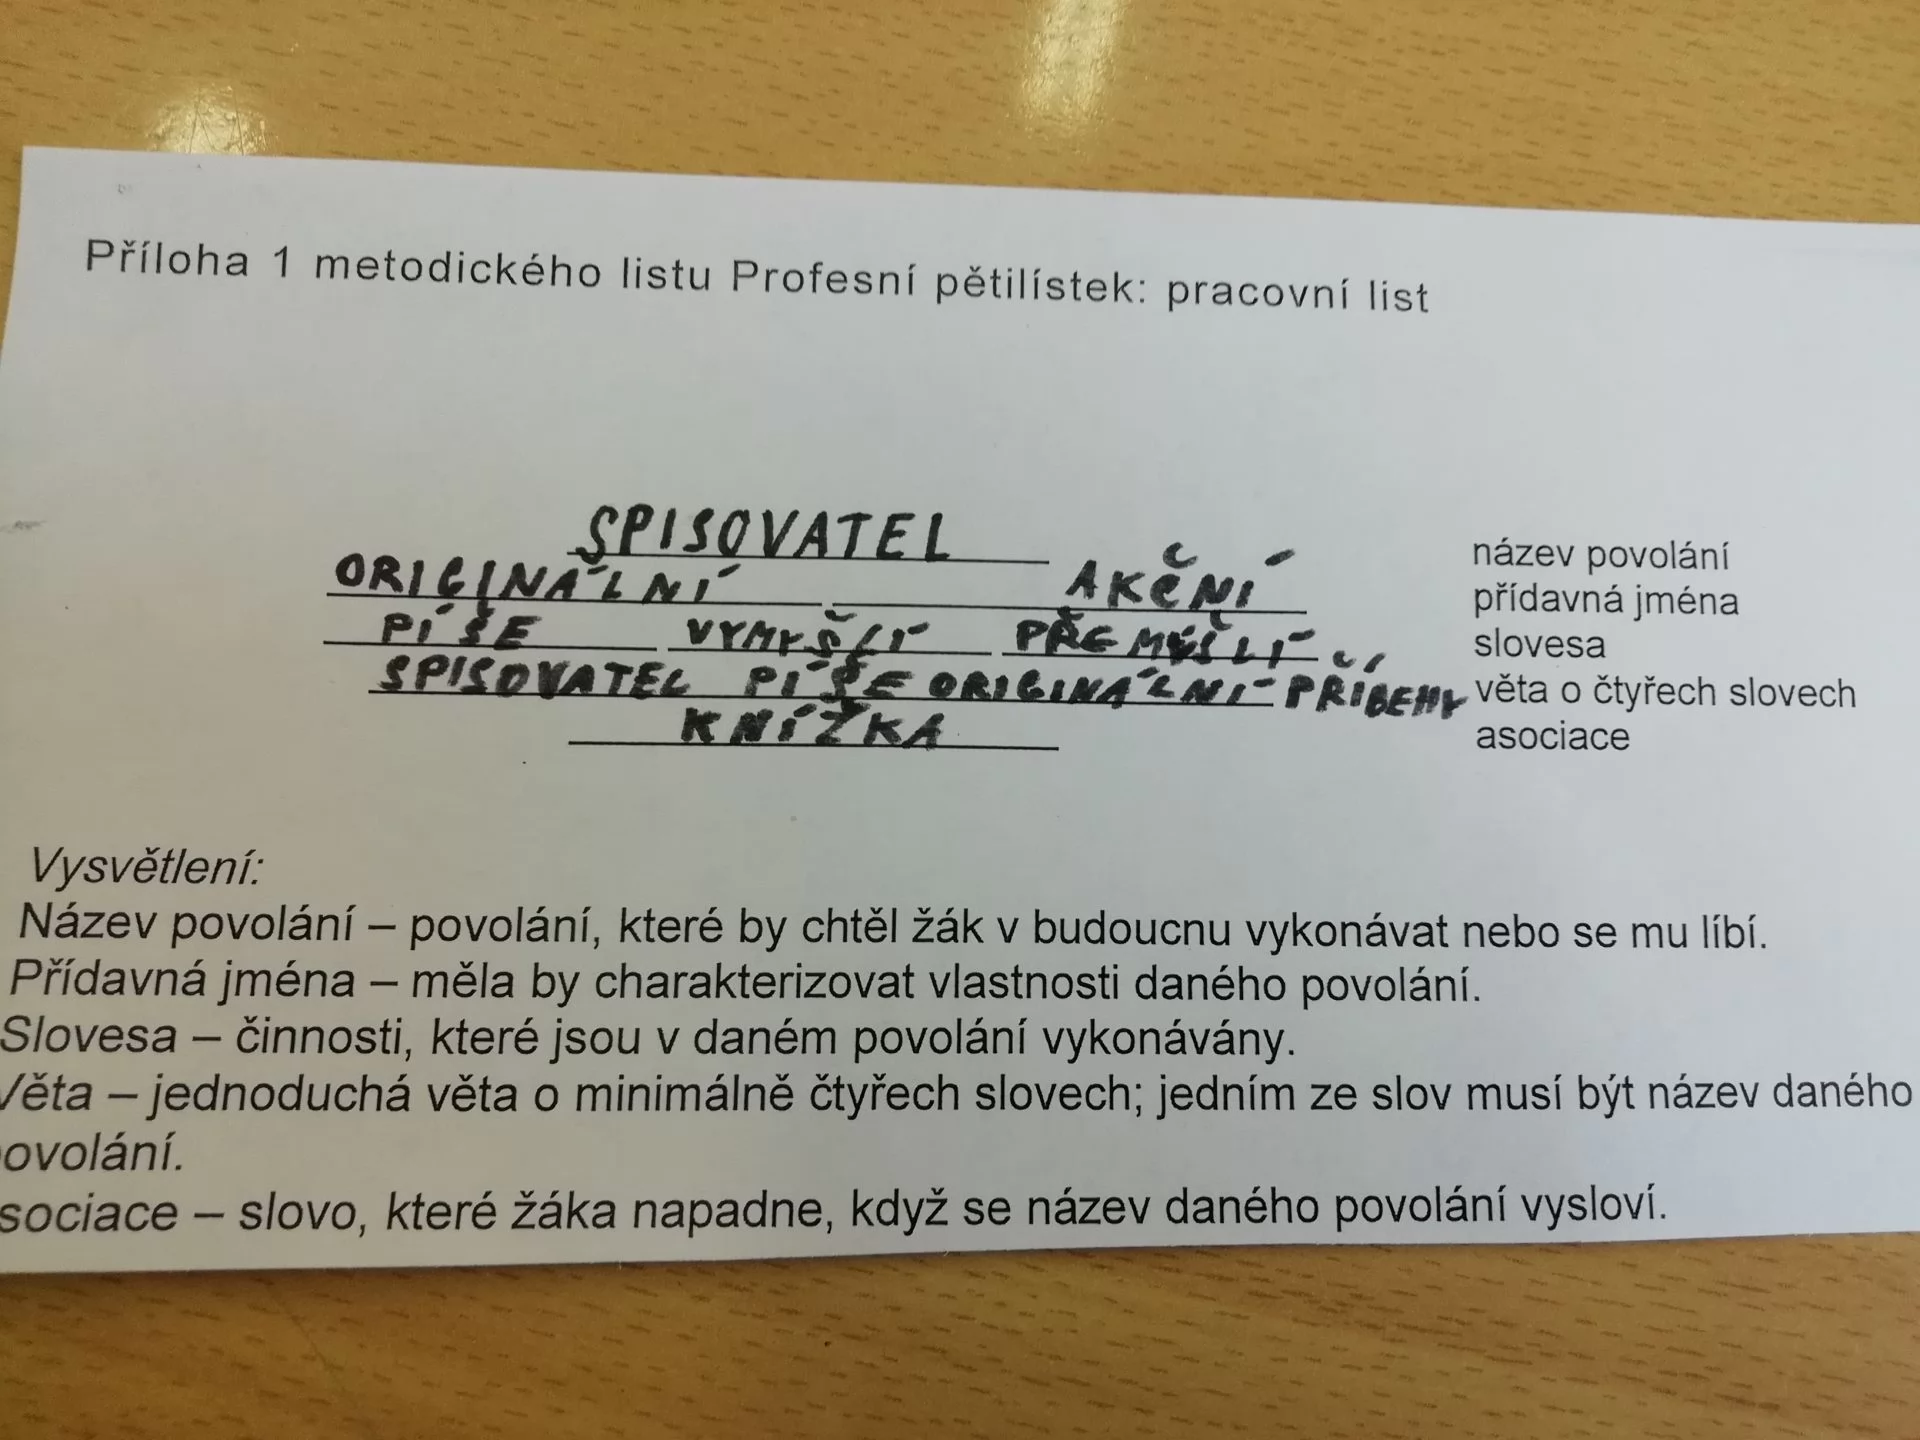 Příloha 1 metodického listu Profesní pětilístek: pracovní list
SPISOVATEL název povolání
ORIGINÁLNÍ AKČNÍ přídavná jména
PÍŠE VYMYŠLÍ PŘEMÝŠLÍ slovesa
SPISOVATEL PÍŠE ORIGINÁLNÍ PŘÍBEHY věta o čtyřech slovech
KNÍŽKA asociace
Vysvětlení:
Název povolání – povolání, které by chtěl žák v budoucnu vykonávat nebo se mu líbí.
Přídavná jména – měla by charakterizovat vlastnosti daného povolání.
Slovesa – činnosti, které jsou v daném povolání vykonávány.
Věta – jednoduchá věta o minimálně čtyřech slovech; jedním ze slov musí být název daného
ovolání.
sociace – slovo, které žáka napadne, když se název daného povolání vysloví.